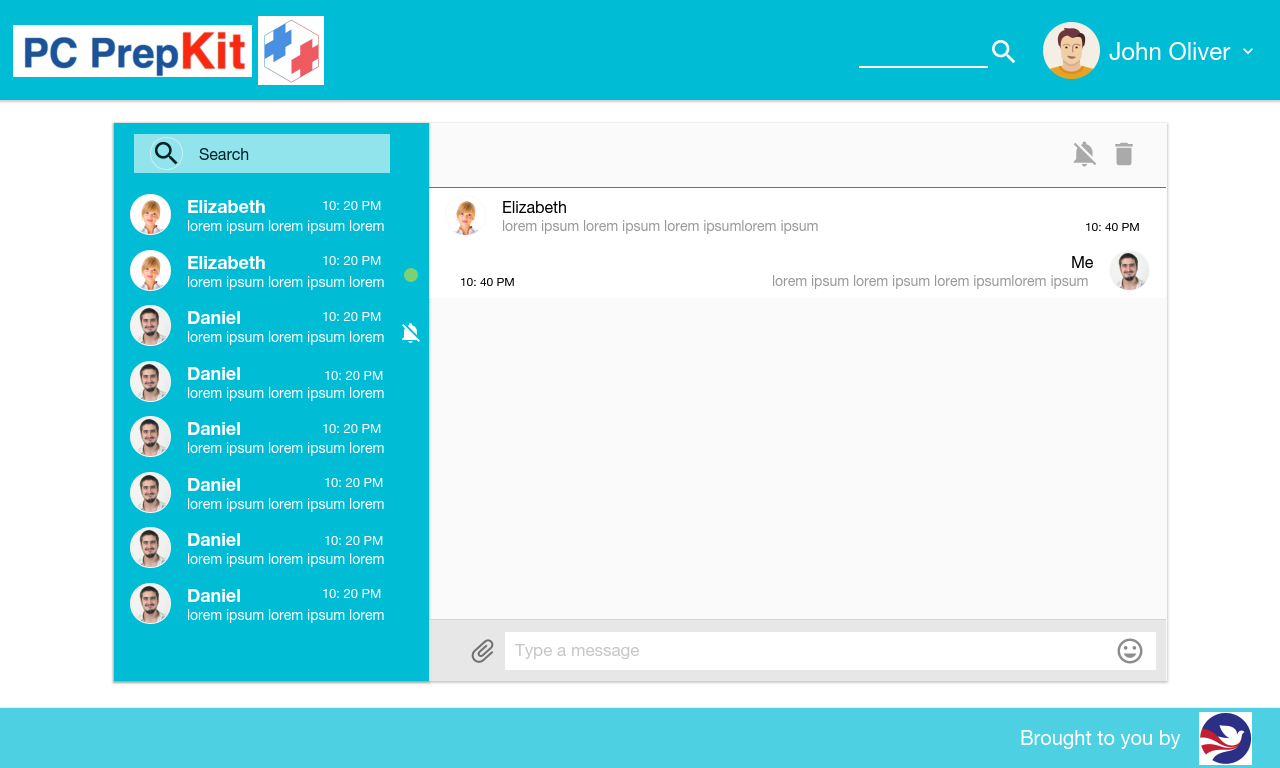 PC PrepKit
John Oliver
Search
Elizabeth 10: 20 PM
lorem ipsum lorem ipsum lorem
Elizabeth 10: 20 PM
lorem ipsum lorem ipsum lorem
Daniel 10: 20 PM
lorem ipsum lorem ipsum lorem
Daniel 10: 20 PM
lorem ipsum lorem ipsum lorem
Daniel 10: 20 PM
lorem ipsum lorem ipsum lorem
Daniel 10: 20 PM
lorem ipsum lorem ipsum lorem
Daniel 10: 20 PM
lorem ipsum lorem ipsum lorem
Daniel 10: 20 PM
lorem ipsum lorem ipsum lorem
Elizabeth
lorem ipsum lorem ipsum lorem ipsumlorem ipsum 10: 40 PM
Me
10: 40 PM lorem ipsum lorem ipsum lorem ipsumlorem ipsum
Type a message
Brought to you by